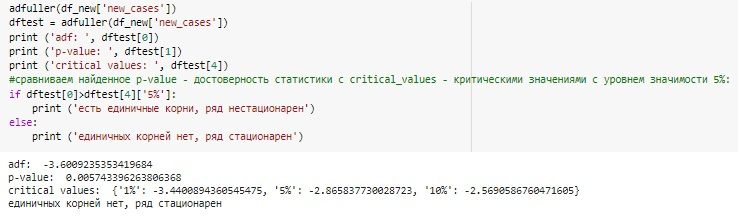 adfuller(df_new['new_cases'])
dftest = adfuller(df_new['new_cases'])
print ('adf: ', dftest[0])
print ('p-value: ', dftest[1])
print ('critical values: ', dftest[4])
#сравниваем найденное p-value - достоверность статистики с critical_values - критическими значениями с уровнем значимости 5%:
if dftest[0]>dftest[4]['5%']:
    print ('есть единичные корни, ряд нестационарен')
else:
    print ('единичных корней нет, ряд стационарен')
adf:  -3.6009235353419684
p-value:  0.005743396263806368
critical values:  {'1%': -3.4400894360545475, '5%': -2.865837730028723, '10%': -2.5690586760471605}
единичных корней нет, ряд стационарен